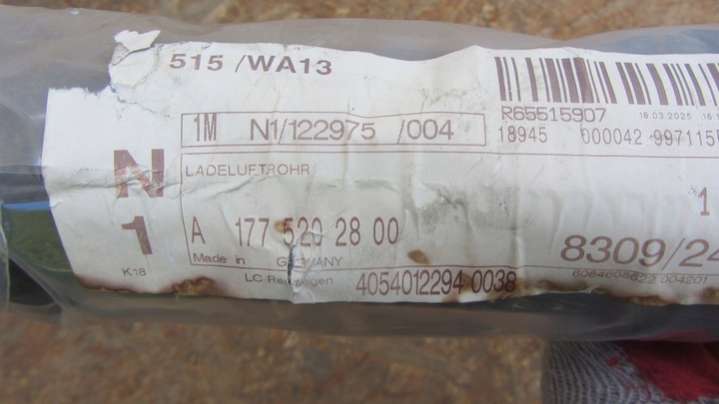 515 /WA13
R65515907
18.03.2025
1M N1/122975 /004
18945 000042 997115
N
1
K18
LADELUFTROHR
A 177 520 28 00
1
Made in GERMANY
8309/24
LC
4054012294 0038